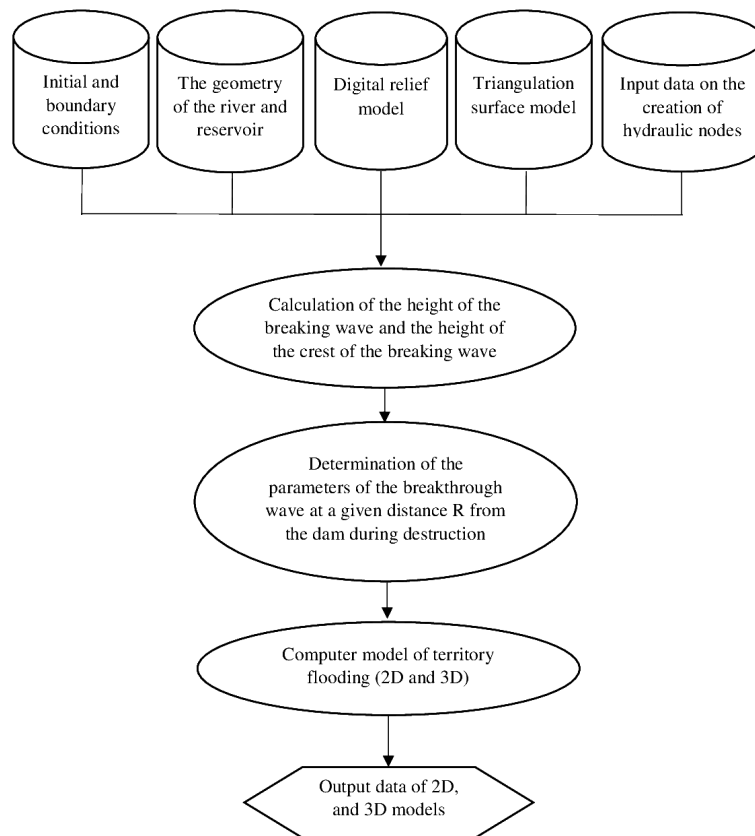 Initial and
boundary
conditions
The geometry
of the river and
reservoir
Digital relief
model
Triangulation
surface model
Input data on the
creation of
hydraulic nodes
Calculation of the height of the
breaking wave and the height of
the crest of the breaking wave
Determination of the
parameters of the breakthrough
wave at a given distance R from
the dam during destruction
Computer model of territory
flooding (2D and 3D)
Output data of 2D,
and 3D models